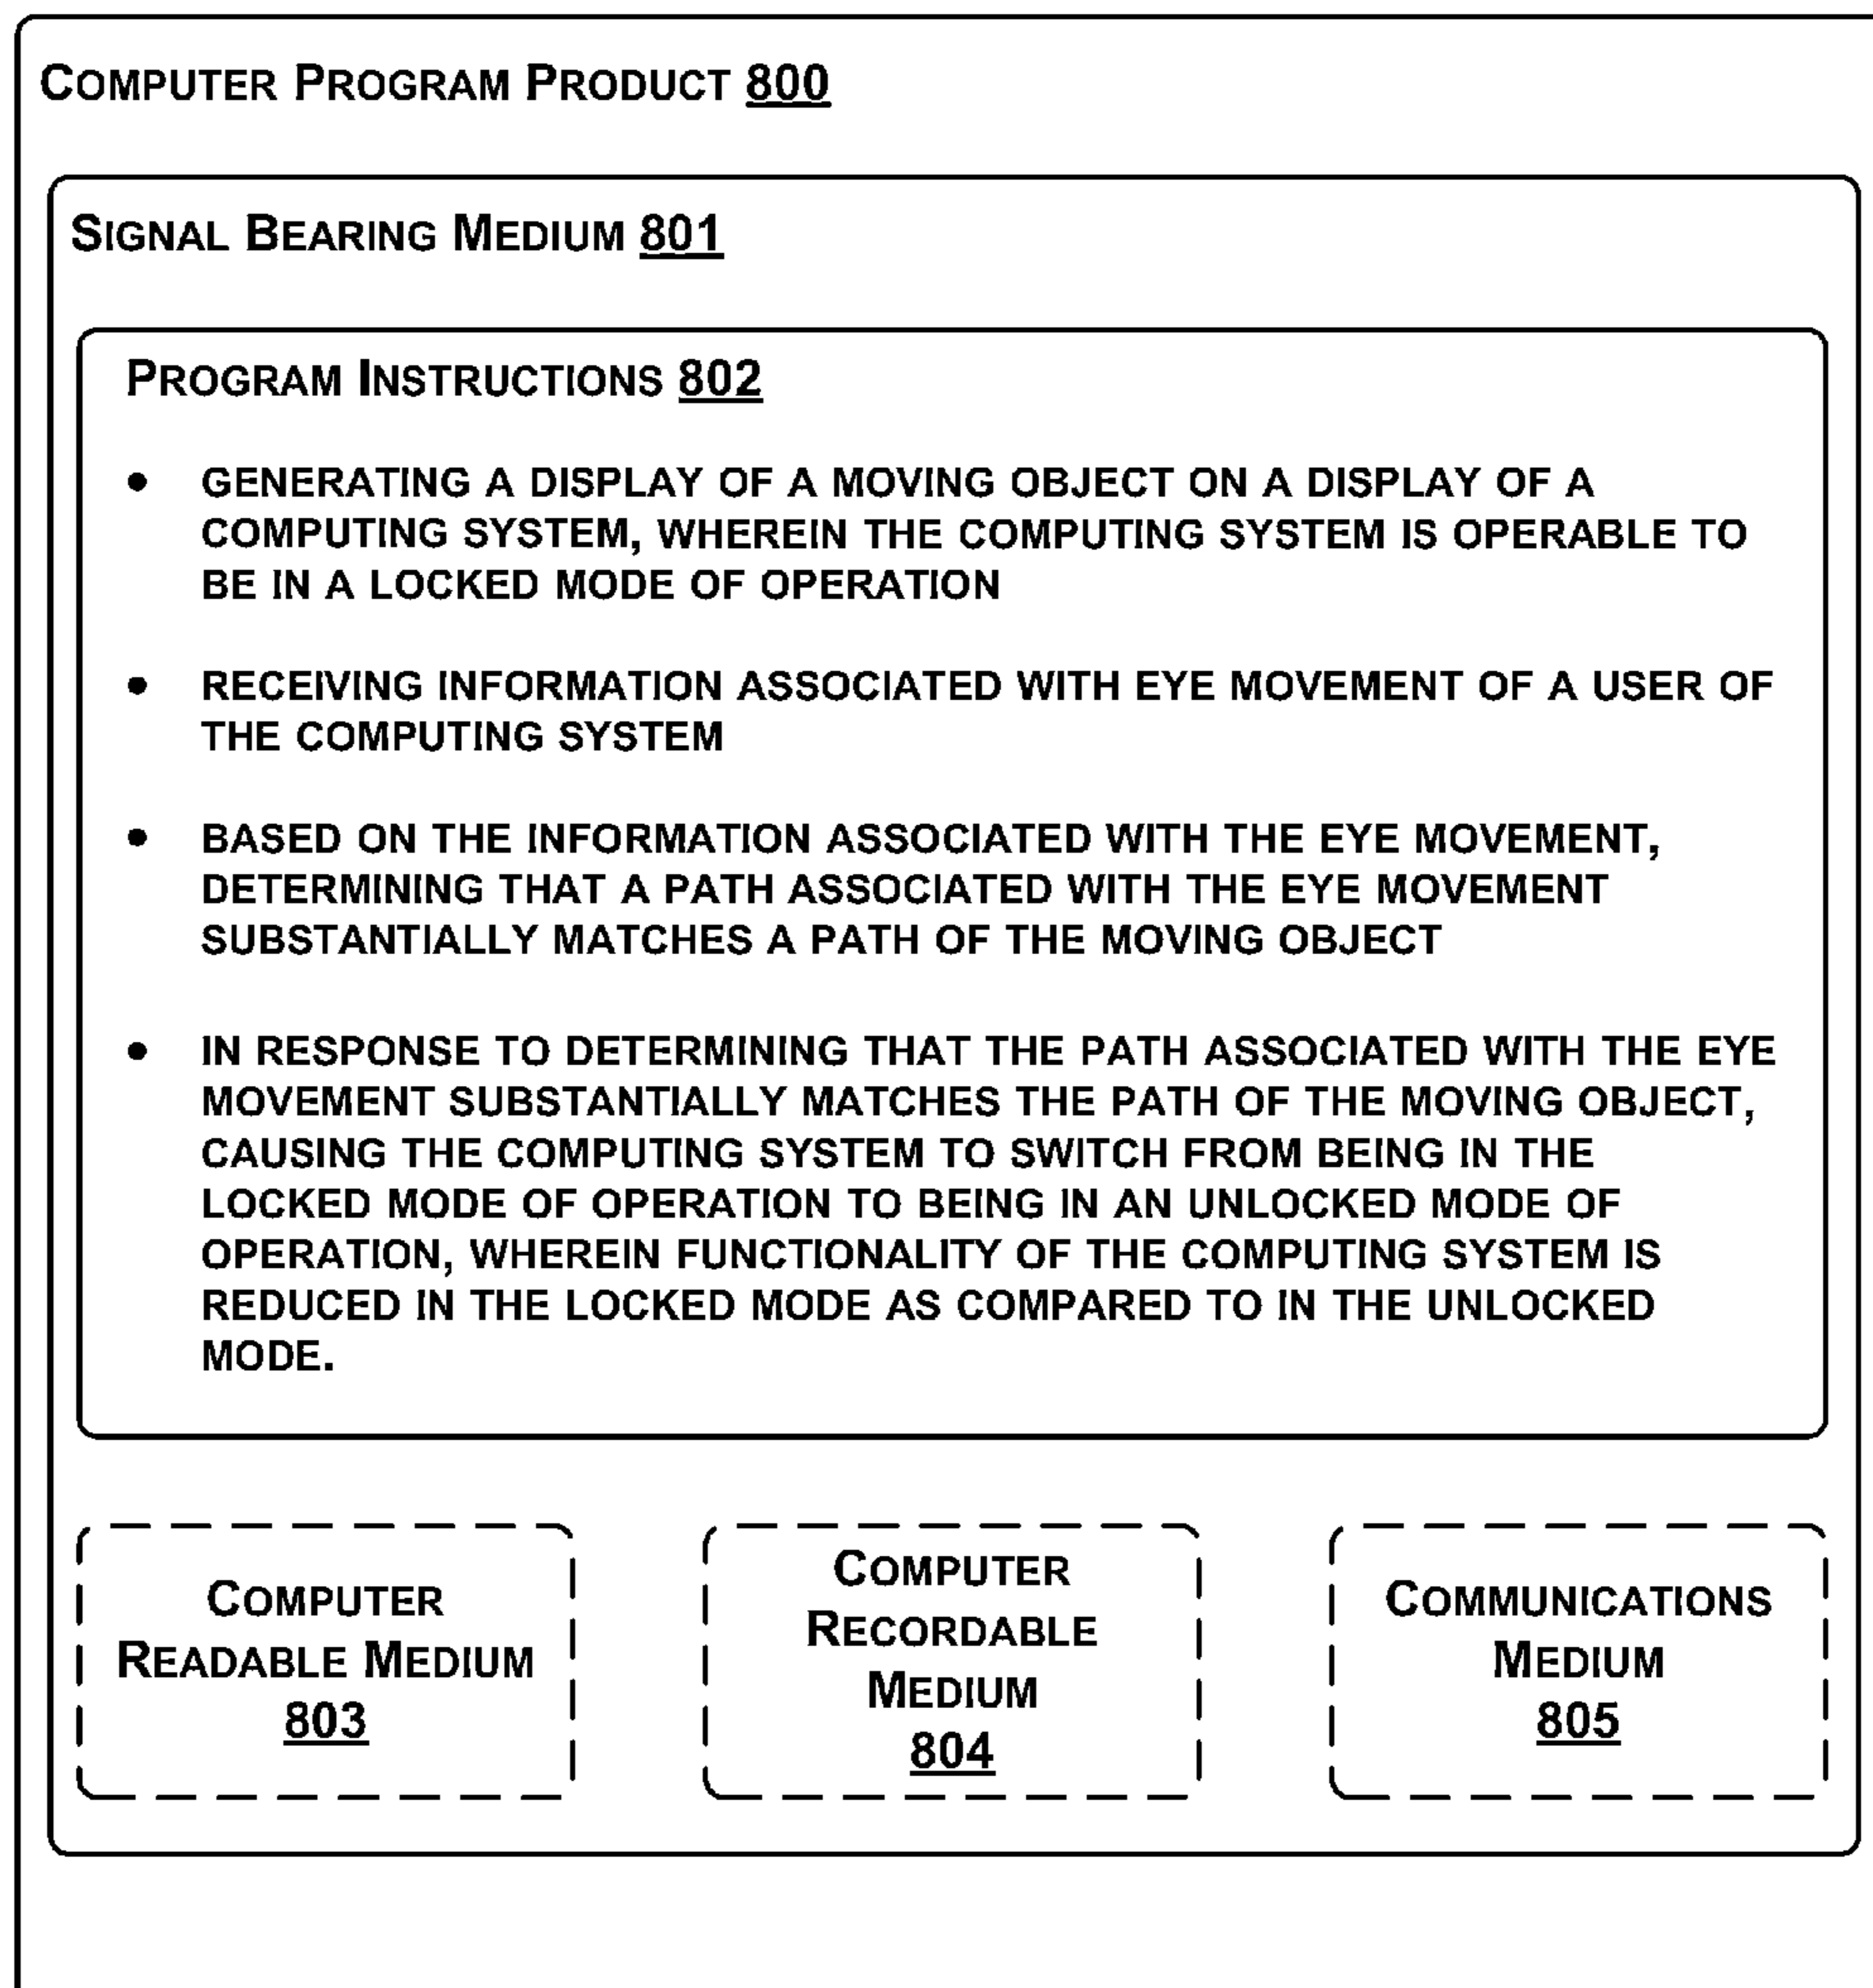 COMPUTER PROGRAM PRODUCT 800
SIGNAL BEARING MEDIUM 801
PROGRAM INSTRUCTIONS 802
• GENERATING A DISPLAY OF A MOVING OBJECT ON A DISPLAY OF A
COMPUTING SYSTEM, WHEREIN THE COMPUTING SYSTEM IS OPERABLE TO
BE IN A LOCKED MODE OF OPERATION
• RECEIVING INFORMATION ASSOCIATED WITH EYE MOVEMENT OF A USER OF
THE COMPUTING SYSTEM
• BASED ON THE INFORMATION ASSOCIATED WITH THE EYE MOVEMENT,
DETERMINING THAT A PATH ASSOCIATED WITH THE EYE MOVEMENT
SUBSTANTIALLY MATCHES A PATH OF THE MOVING OBJECT
• IN RESPONSE TO DETERMINING THAT THE PATH ASSOCIATED WITH THE EYE
MOVEMENT SUBSTANTIALLY MATCHES THE PATH OF THE MOVING OBJECT,
CAUSING THE COMPUTING SYSTEM TO SWITCH FROM BEING IN THE
LOCKED MODE OF OPERATION TO BEING IN AN UNLOCKED MODE OF
OPERATION, WHEREIN FUNCTIONALITY OF THE COMPUTING SYSTEM IS
REDUCED IN THE LOCKED MODE AS COMPARED TO IN THE UNLOCKED
MODE.
COMPUTER
READABLE MEDIUM
803
COMPUTER
RECORDABLE
MEDIUM
804
COMMUNICATIONS
MEDIUM
805